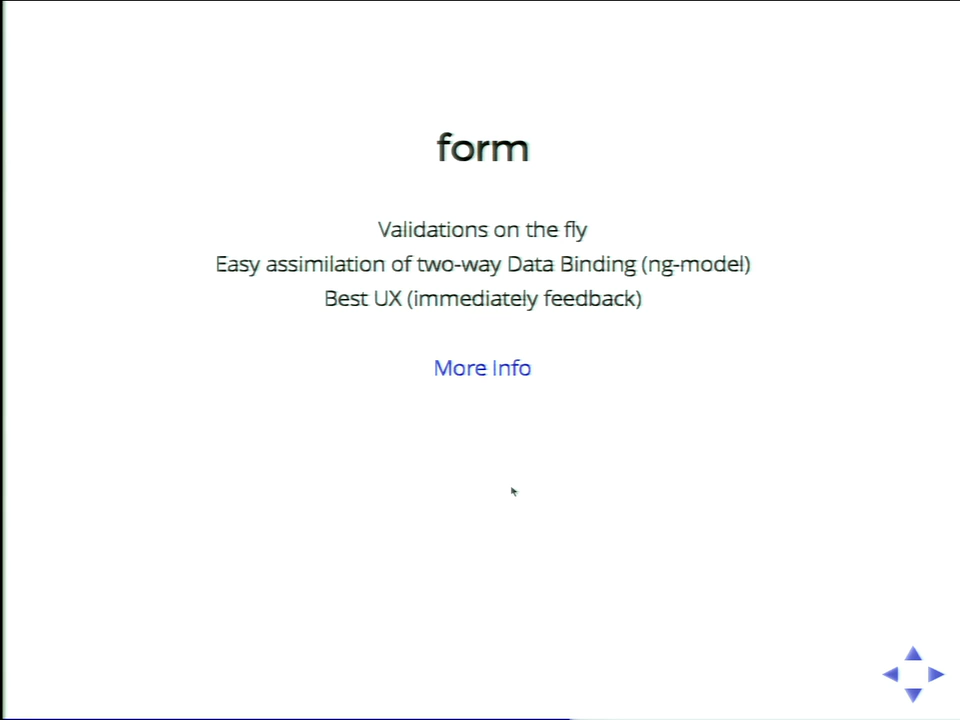 form
Validations on the fly
Easy assimilation of two-way Data Binding (ng-model)
Best UX (immediately feedback)
More Info